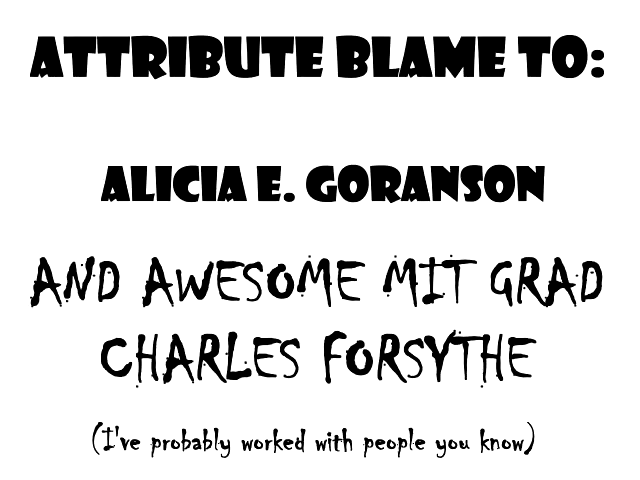 ATTRIBUTE BLAME TO:
ALICIA E. GORANSON
AND AWESOME MIT GRAD
CHARLES FORSYTHE
(I've probably worked with people you know)